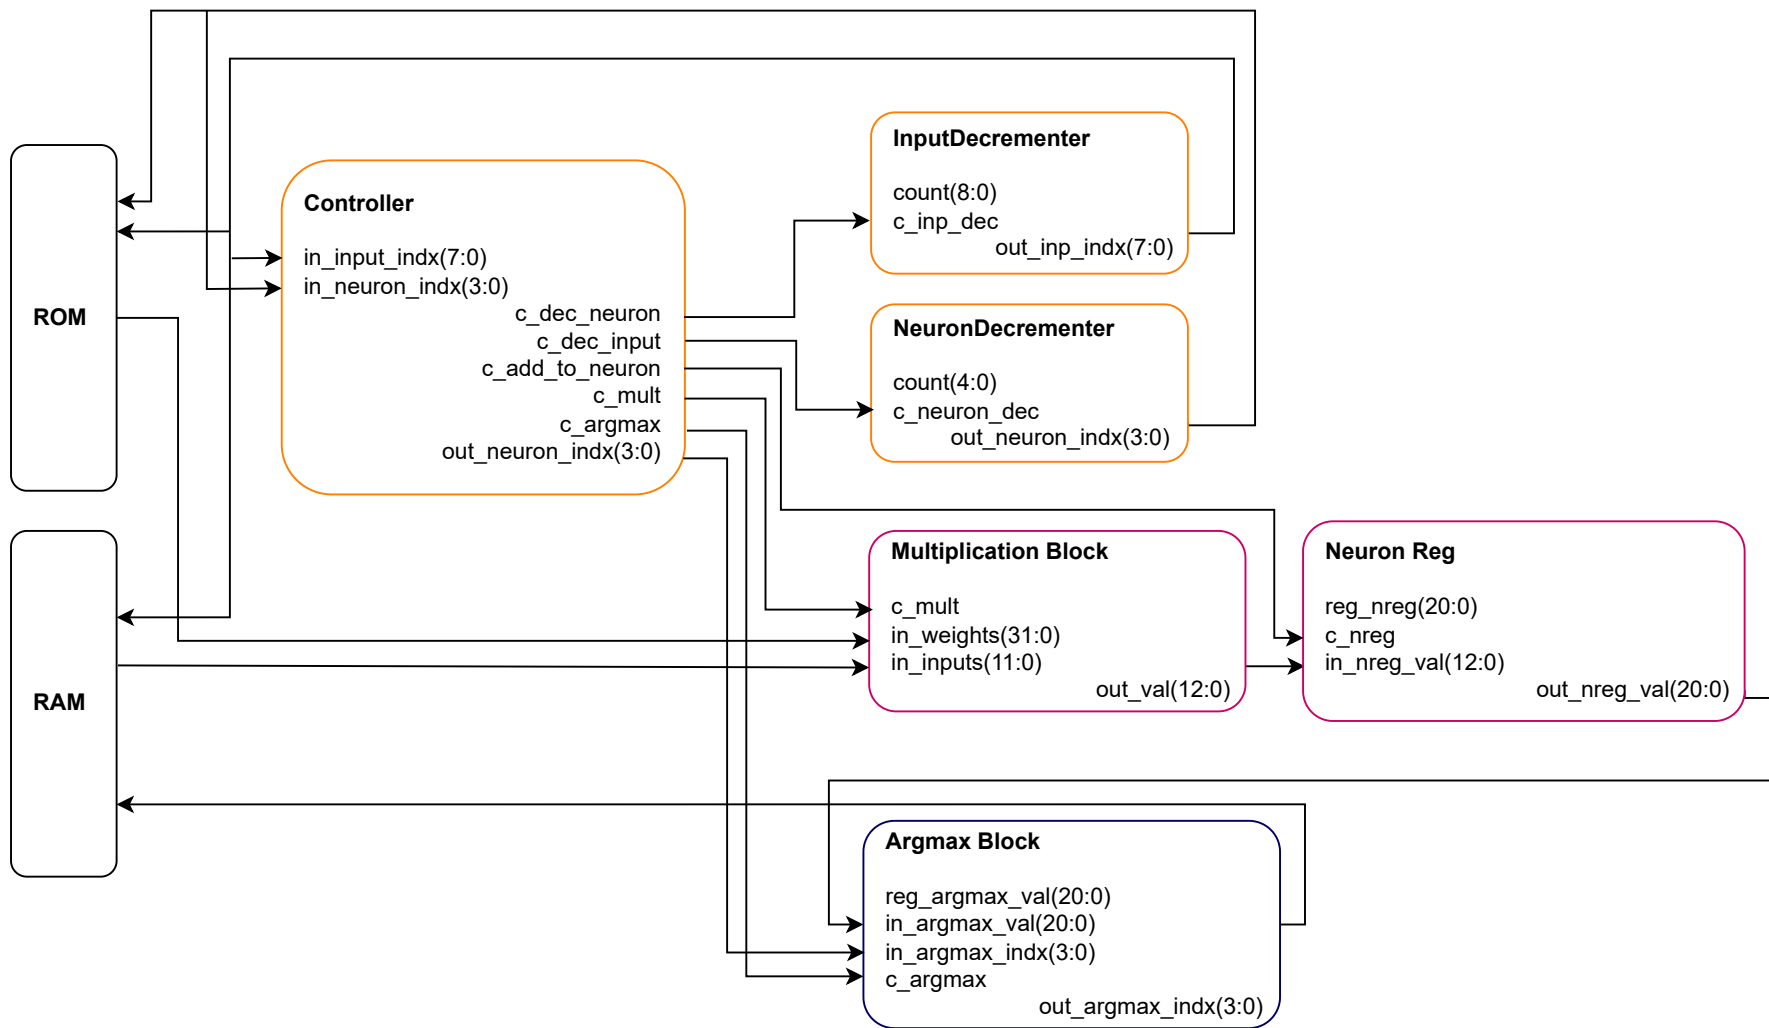 ROM
RAM
Controller
in_input_indx(7:0)
in_neuron_indx(3:0)
c_dec_neuron
c_dec_input
c_add_to_neuron
c_mult
c_argmax
out_neuron_indx(3:0)
InputDecrementer
count(8:0)
c_inp_dec
out_inp_indx(7:0)
NeuronDecrementer
count(4:0)
c_neuron_dec
out_neuron_indx(3:0)
Multiplication Block
c_mult
in_weights(31:0)
in_inputs(11:0)
out_val(12:0)
Neuron Reg
reg_nreg(20:0)
c_nreg
in_nreg_val(12:0)
out_nreg_val(20:0)
Argmax Block
reg_argmax_val(20:0)
in_argmax_val(20:0)
in_argmax_indx(3:0)
c_argmax
out_argmax_indx(3:0)